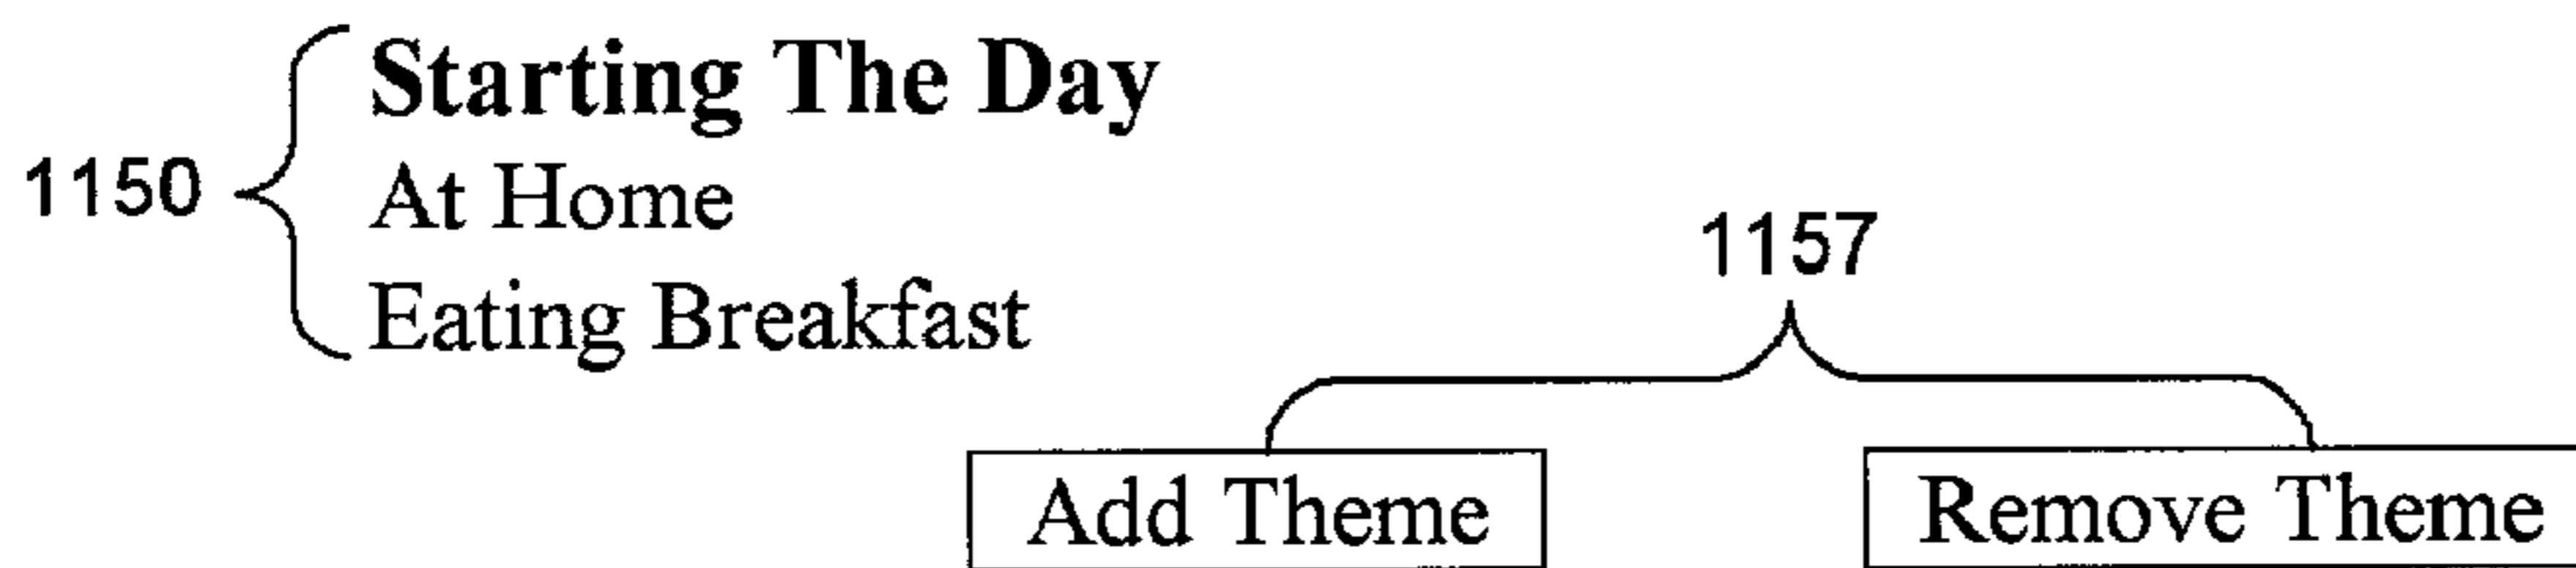 Starting The Day
1150
At Home
Eating Breakfast
1157
Add Theme
Remove Theme